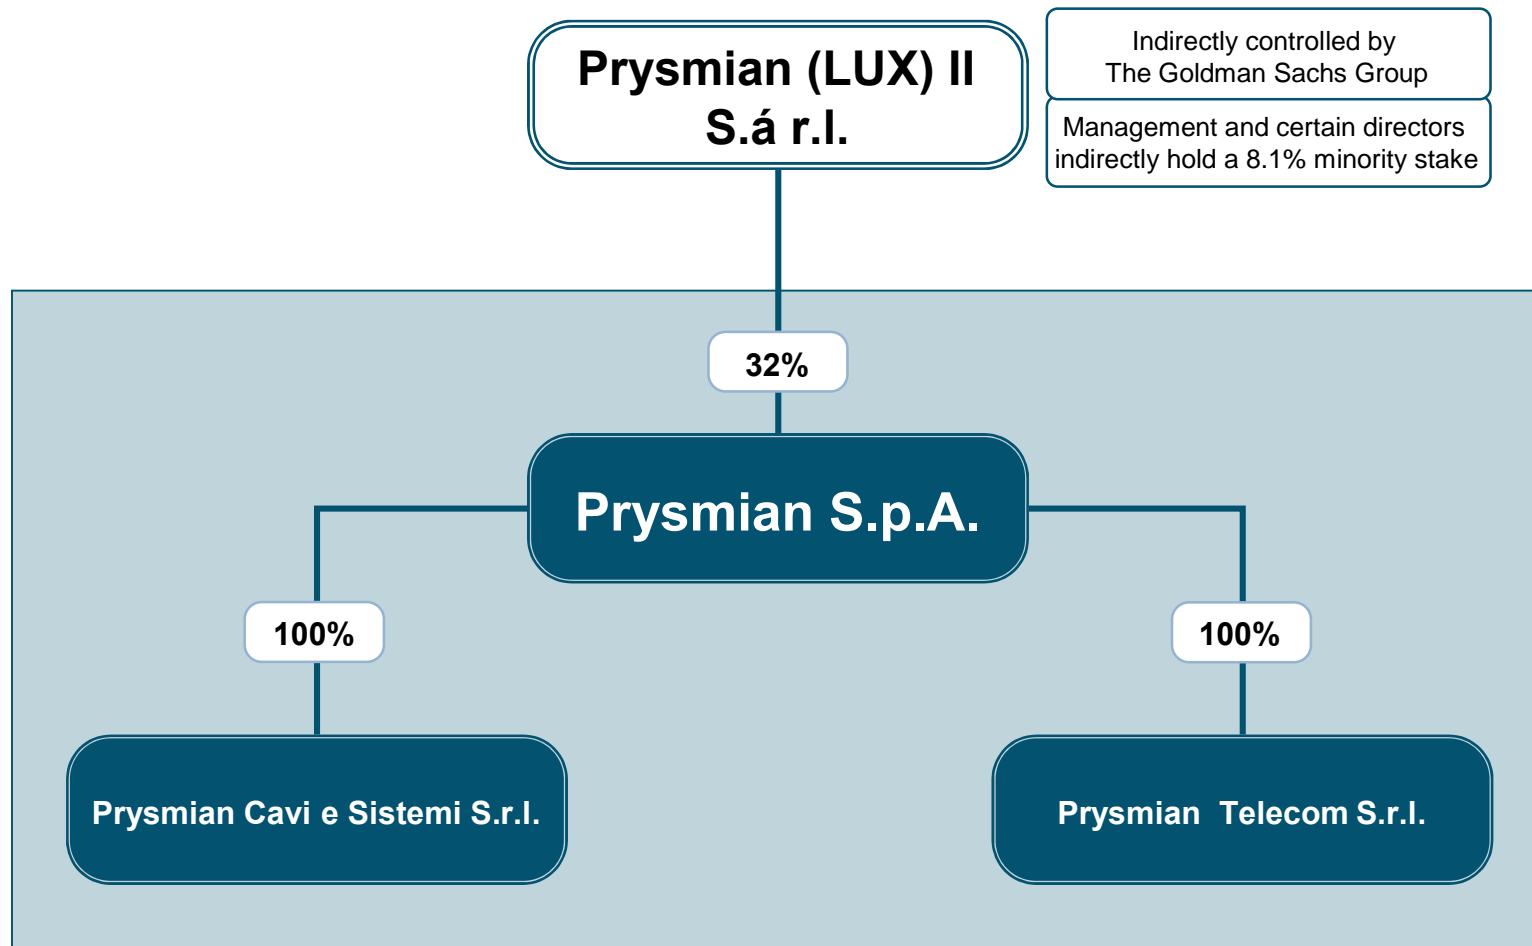 Prysmian (LUX) II
S.á r.l.
Indirectly controlled by
The Goldman Sachs Group
Management and certain directors
indirectly hold a 8.1% minority stake
32%
Prysmian S.p.A.
100%
100%
Prysmian Cavi e Sistemi S.r.l.
Prysmian Telecom S.r.l.